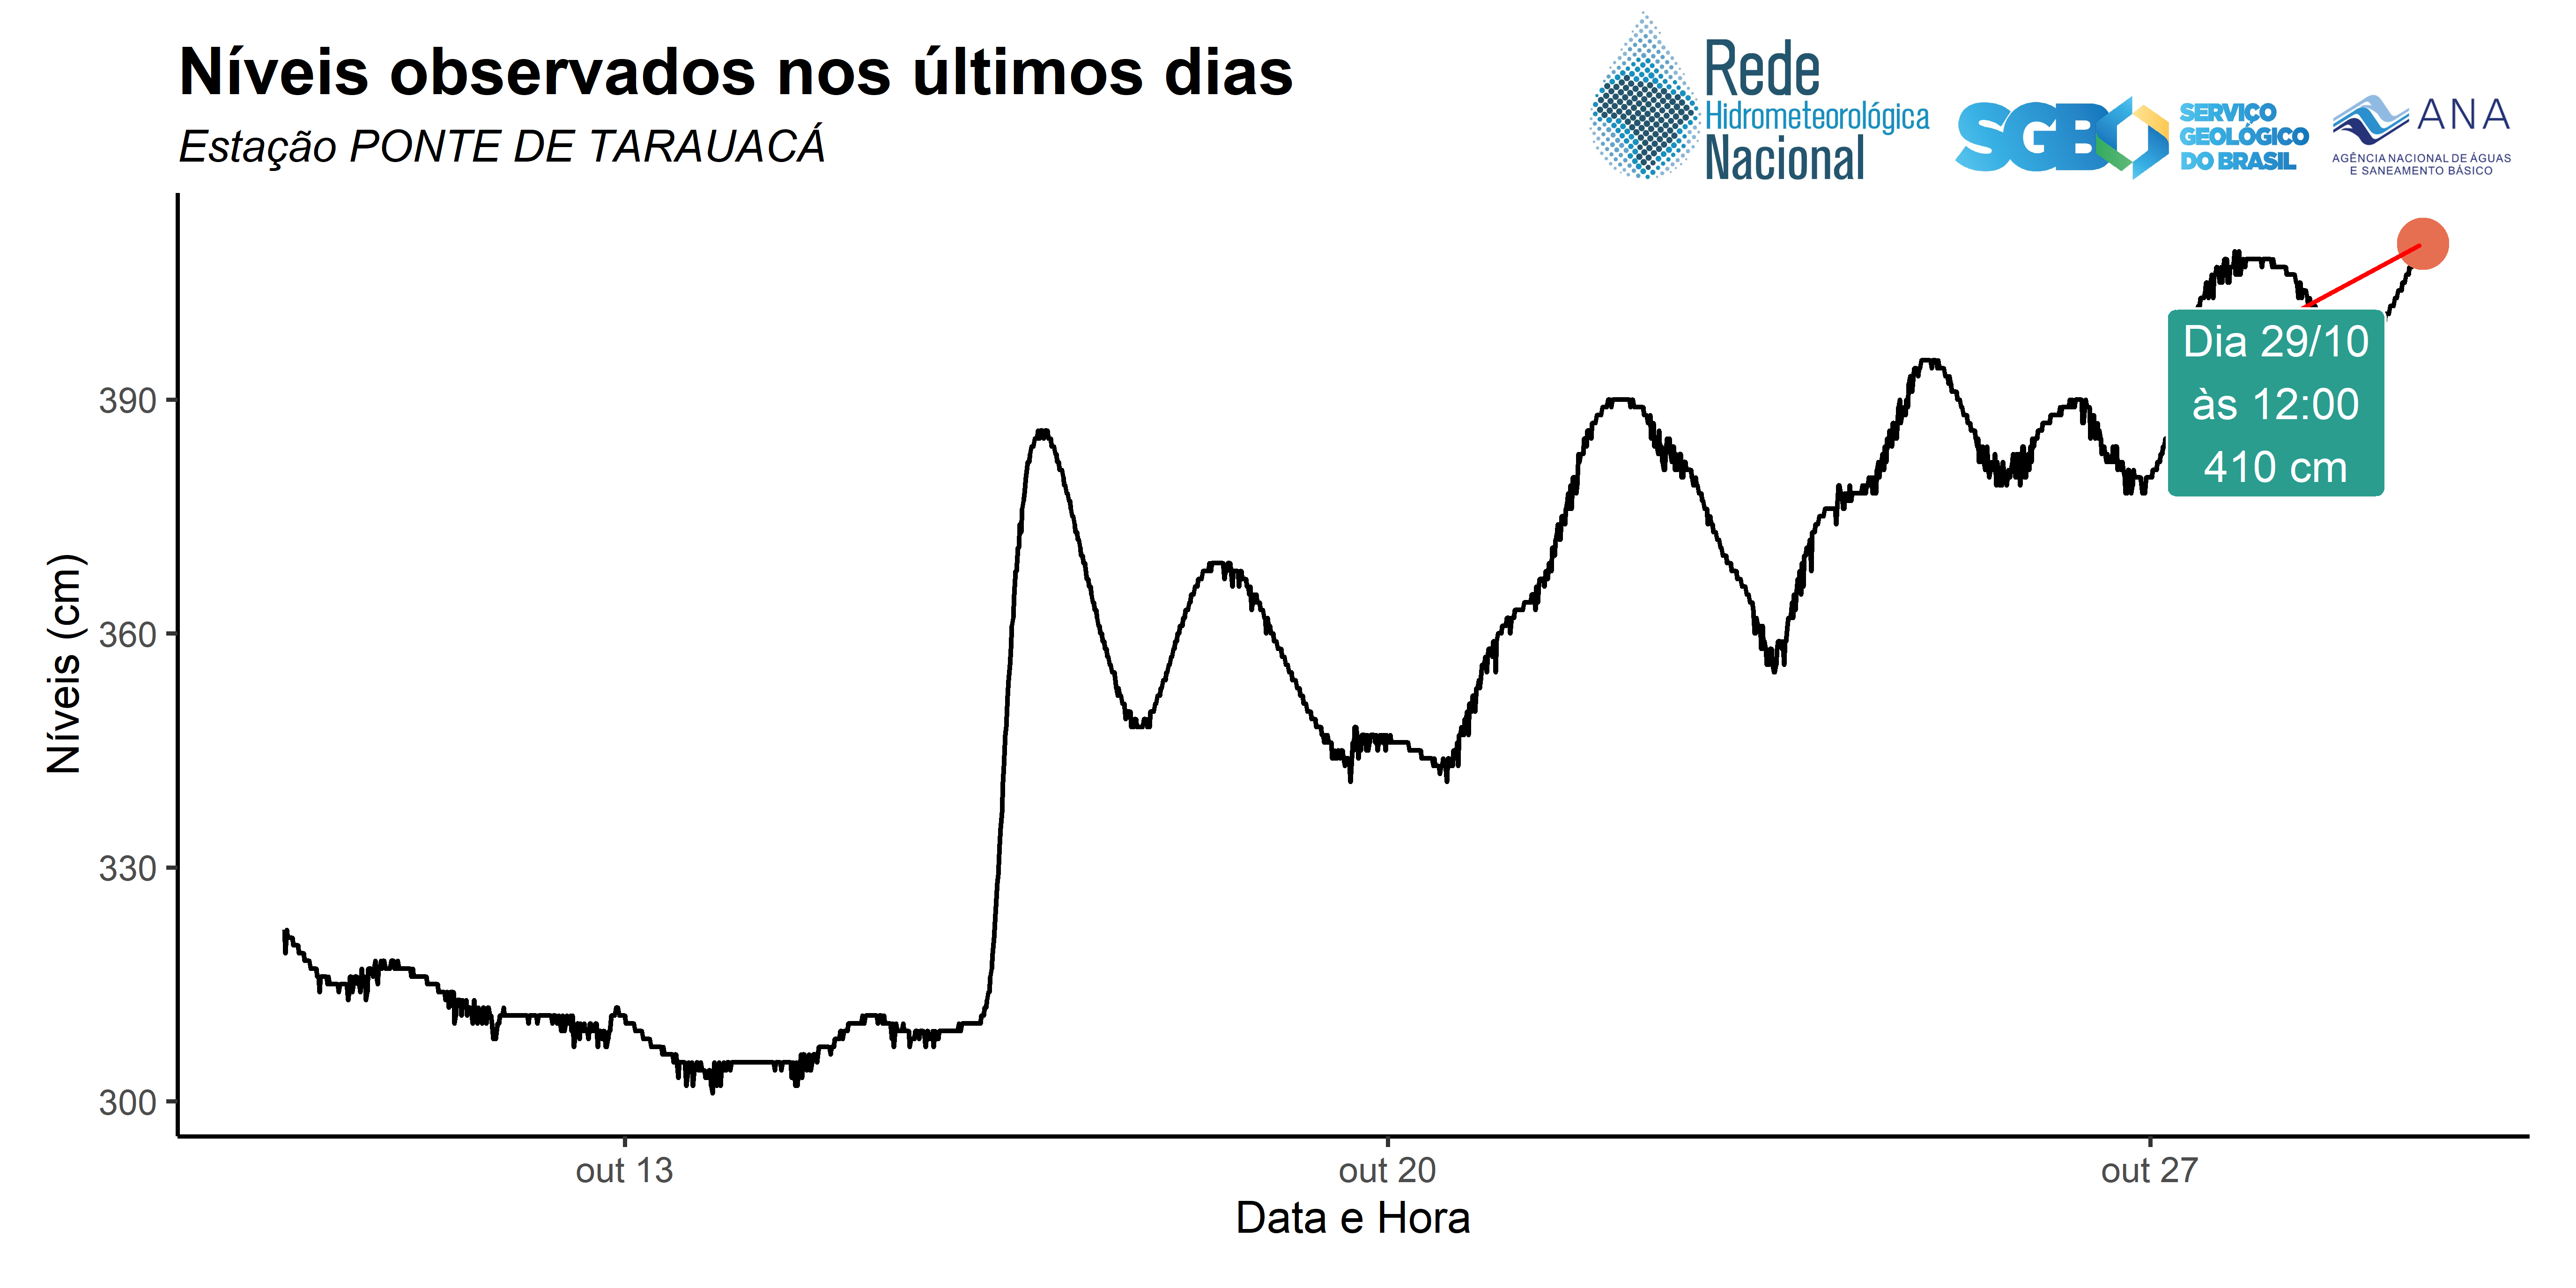 Níveis observados nos últimos dias
Estação PONTE DE TARAUACÁ
Rede
Hidrometeorológica
Nacional
SGB
SERVIÇO
GEOLÓGICO
DO BRASIL
ANA
AGÊNCIA NACIONAL DE ÁGUAS
E SANEAMENTO BÁSICO
Níveis (cm)
390
360
330
300
Dia 29/10
às 12:00
410 cm
out 13
out 20
out 27
Data e Hora